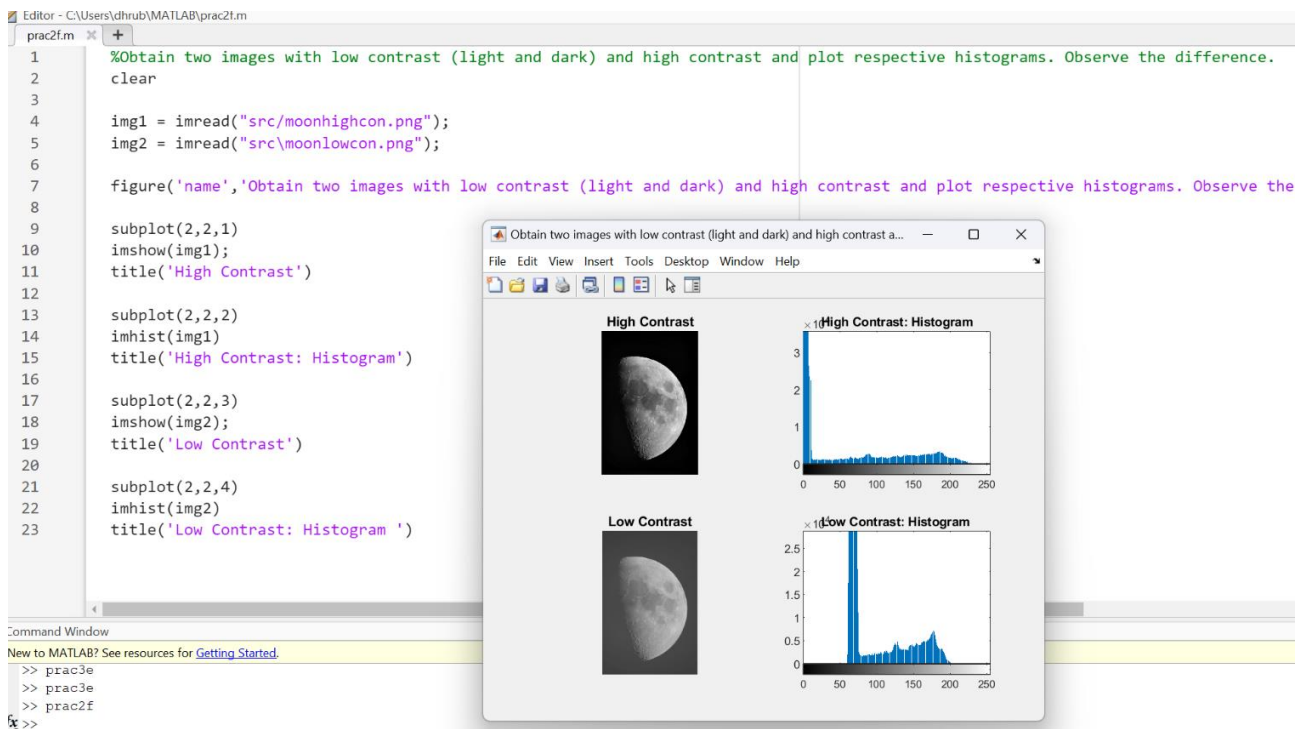 Editor - C:\Users\dhrub\MATLAB\prac2f.m
prac2f.m
1 %Obtain two images with low contrast (light and dark) and high contrast and plot respective histograms. Observe the difference.
2 clear
3
4 img1 = imread("src/moonhighcon.png");
5 img2 = imread("src\moonlowcon.png");
6
7 figure('name','Obtain two images with low contrast (light and dark) and high contrast and plot respective histograms. Observe the
8
9 subplot(2,2,1)
10 imshow(img1);
11 title('High Contrast')
12
13 subplot(2,2,2)
14 imhist(img1)
15 title('High Contrast: Histogram')
16
17 subplot(2,2,3)
18 imshow(img2);
19 title('Low Contrast')
20
21 subplot(2,2,4)
22 imhist(img2)
23 title('Low Contrast: Histogram ')
Obtain two images with low contrast (light and dark) and high contrast a...
File Edit View Insert Tools Desktop Window Help
High Contrast
High Contrast: Histogram
3
2
1
0
0 50 100 150 200 250
Low Contrast
Low Contrast: Histogram
2.5
2
1.5
1
0.5
0
0 50 100 150 200 250
Command Window
New to MATLAB? See resources for Getting Started.
>> prac3e
>> prac3e
>> prac2f
fx >>